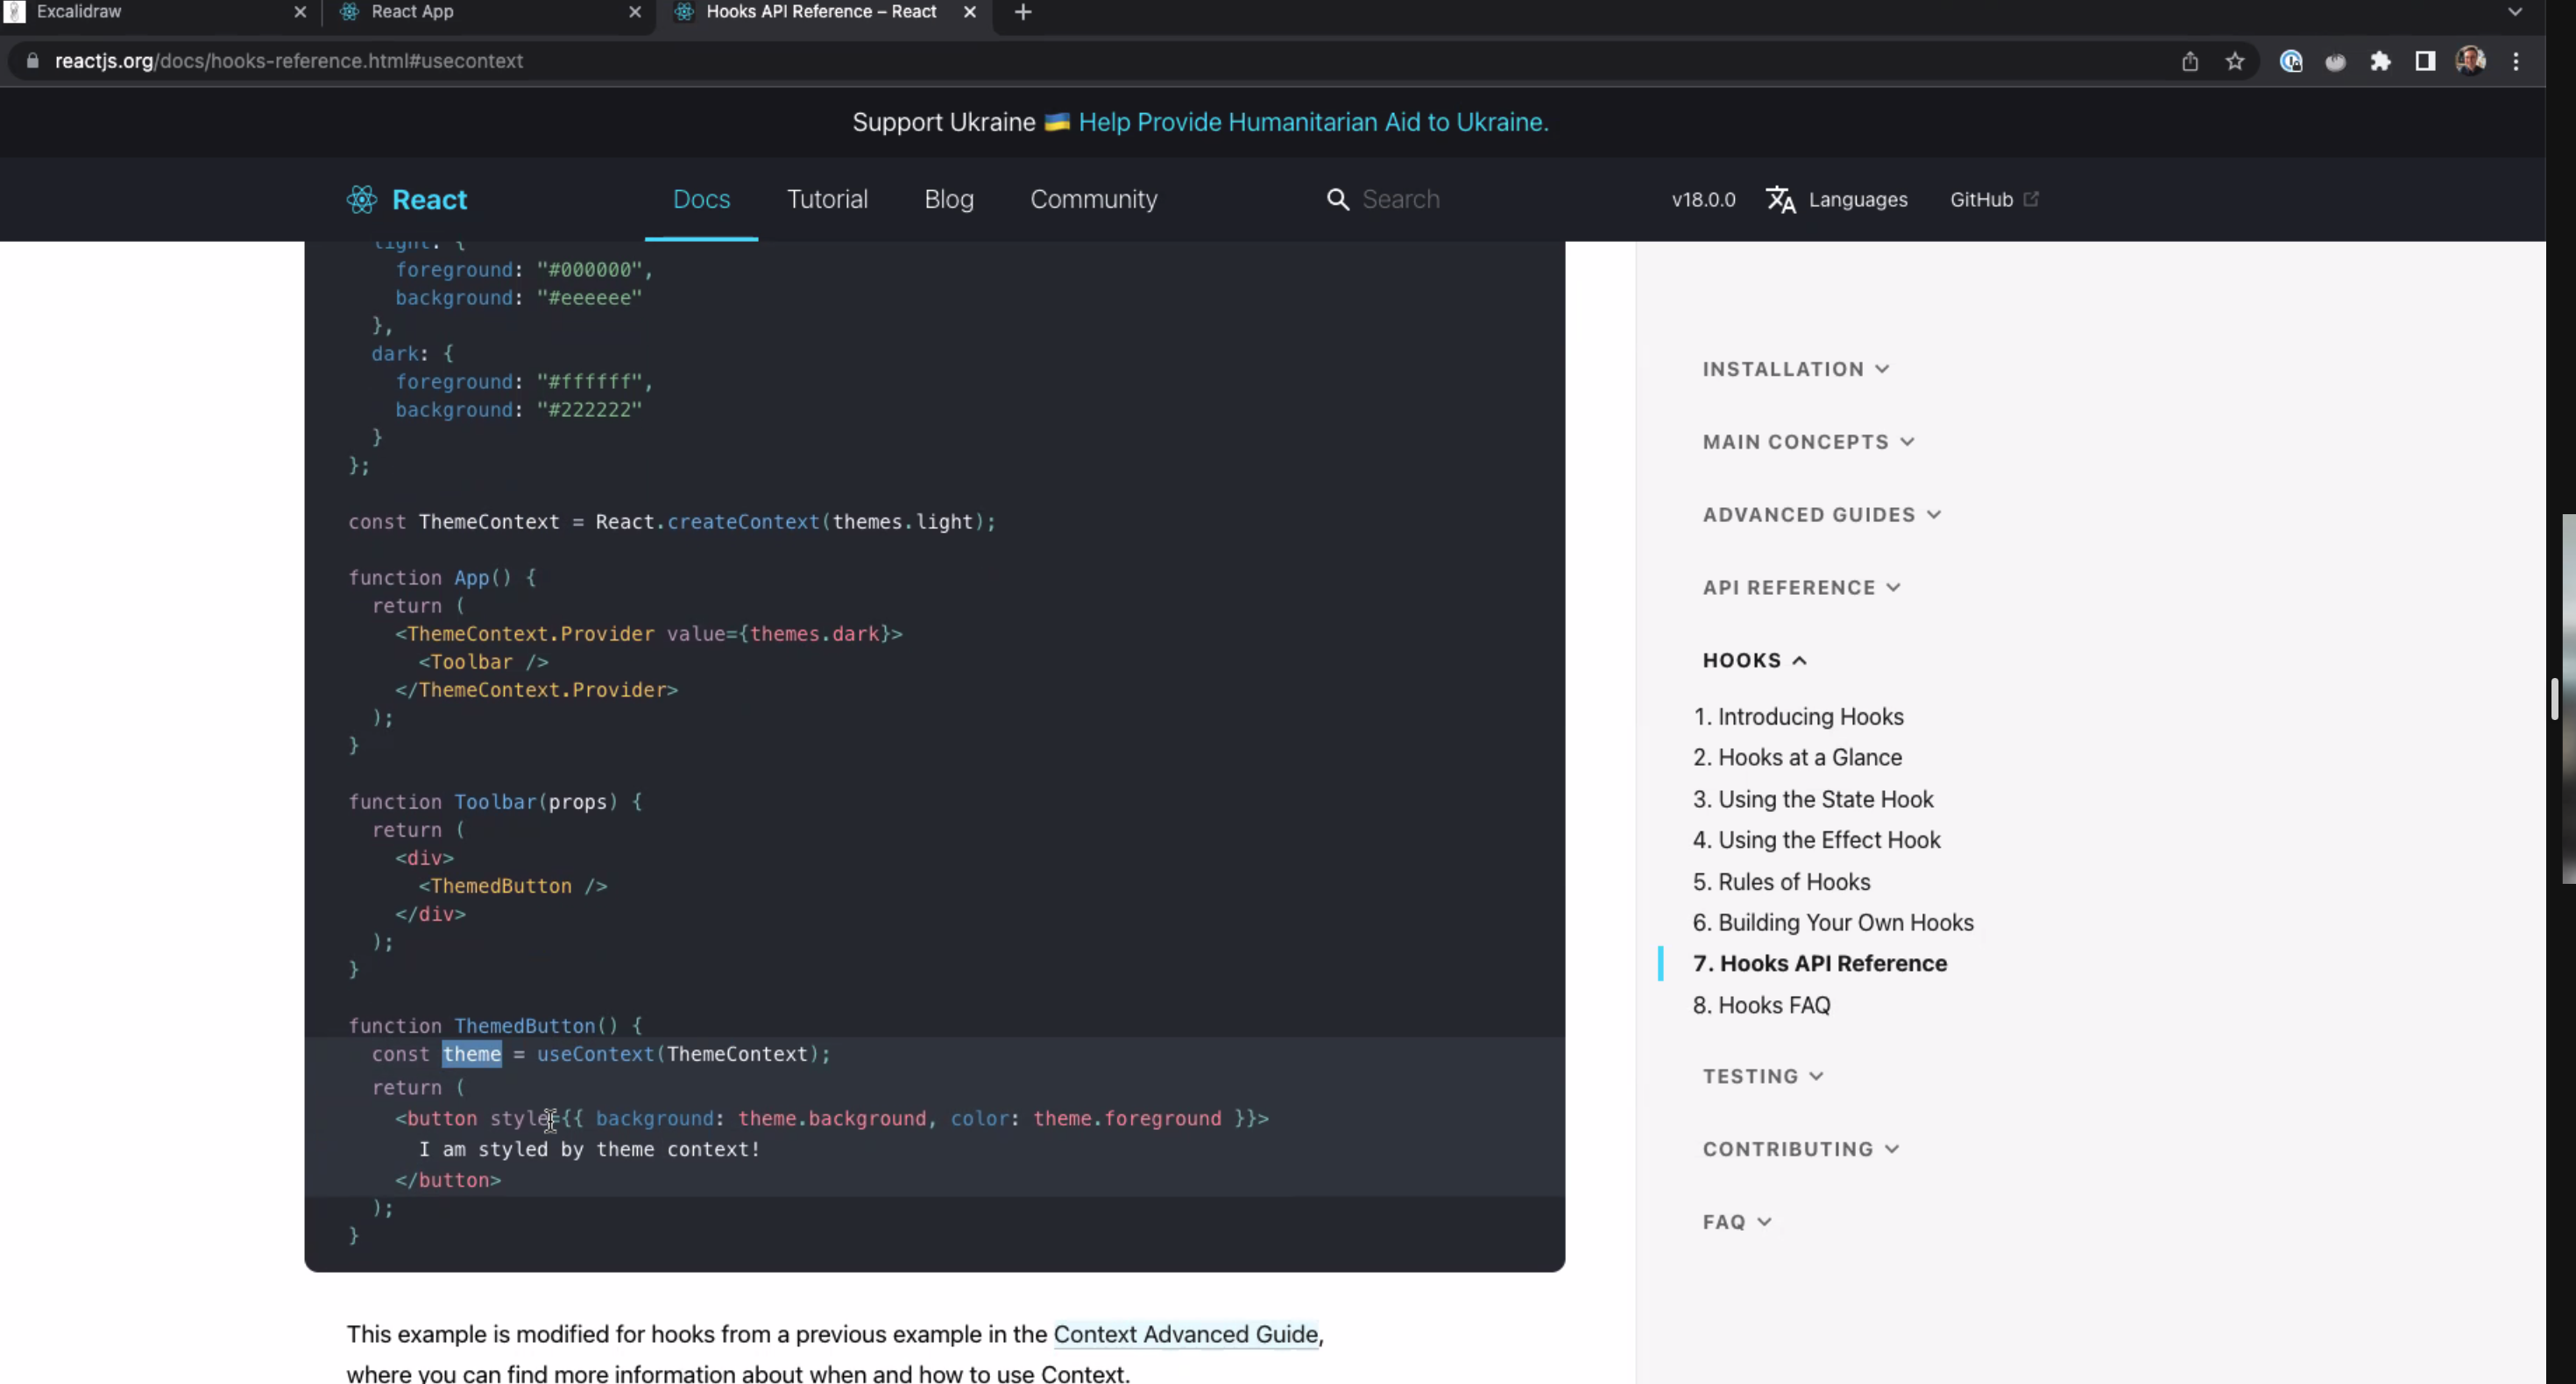 Excalidraw
React App
Hooks API Reference – React
reactjs.org/docs/hooks-reference.html#usecontext
Support Ukraine 🇺🇦 Help Provide Humanitarian Aid to Ukraine.
React
Docs
Tutorial
Blog
Community
Search
v18.0.0
Languages
GitHub
light: {
foreground: "#000000",
background: "#eeeeee"
},
dark: {
foreground: "#ffffff",
background: "#222222"
}
};
const ThemeContext = React.createContext(themes.light);
function App() {
return (
<ThemeContext.Provider value={themes.dark}>
<Toolbar />
</ThemeContext.Provider>
);
}
function Toolbar(props) {
return (
<div>
<ThemedButton />
</div>
);
}
function ThemedButton() {
const theme = useContext(ThemeContext);
return (
<button style={{ background: theme.background, color: theme.foreground }}>
I am styled by theme context!
</button>
);
}
This example is modified for hooks from a previous example in the Context Advanced Guide,
where you can find more information about when and how to use Context.
INSTALLATION
MAIN CONCEPTS
ADVANCED GUIDES
API REFERENCE
HOOKS
1. Introducing Hooks
2. Hooks at a Glance
3. Using the State Hook
4. Using the Effect Hook
5. Rules of Hooks
6. Building Your Own Hooks
7. Hooks API Reference
8. Hooks FAQ
TESTING
CONTRIBUTING
FAQ